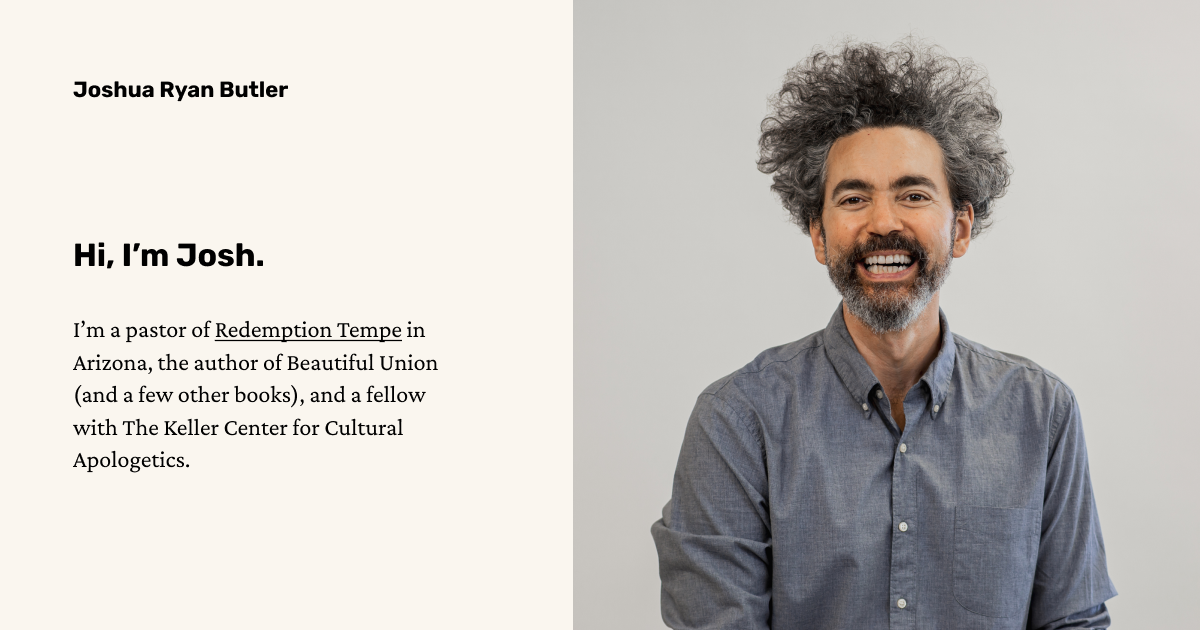 Joshua Ryan Butler
Hi, I’m Josh.
I’m a pastor of Redemption Tempe in
Arizona, the author of Beautiful Union
(and a few other books), and a fellow
with The Keller Center for Cultural
Apologetics.